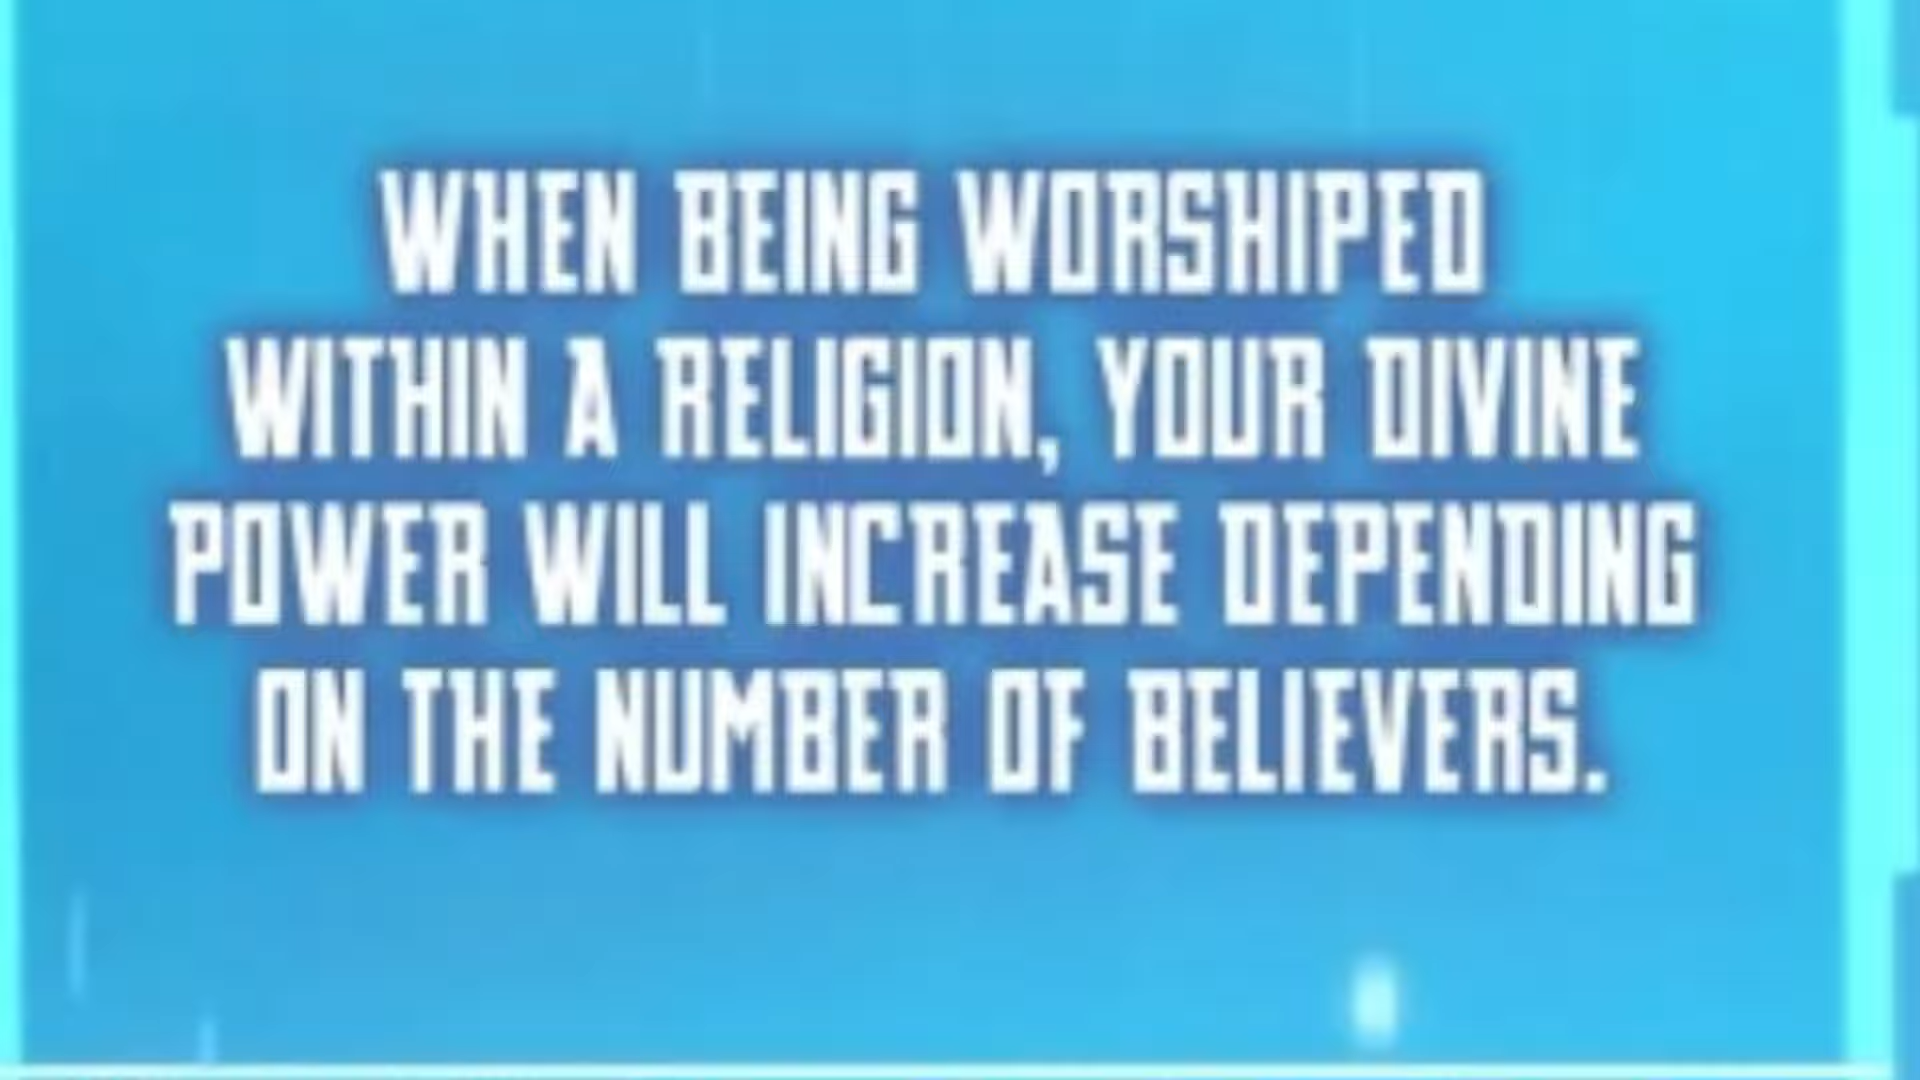 WHEN BEING WORSHIPED
WITHIN A RELIGION, YOUR DIVINE
POWER WILL INCREASE DEPENDING
ON THE NUMBER OF BELIEVERS.